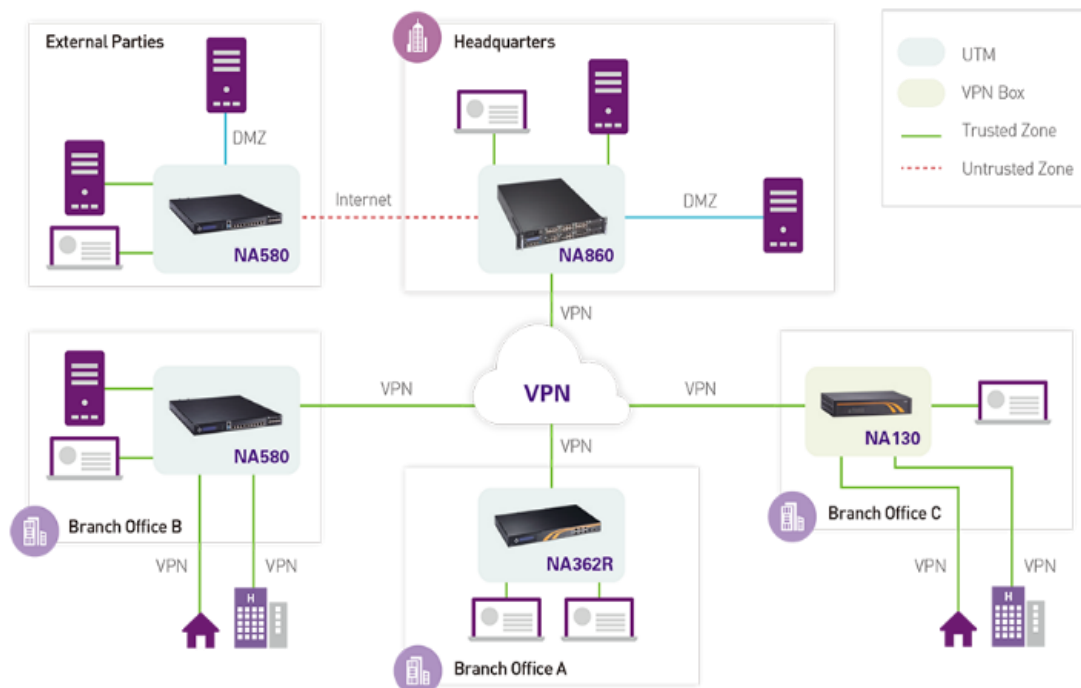 External Parties
DMZ
NA580
Internet
Headquarters
NA860
DMZ
VPN
UTM
VPN Box
Trusted Zone
Untrusted Zone
VPN
VPN
VPN
VPN
NA580
Branch Office B
VPN
VPN
H
NA362R
Branch Office A
NA130
Branch Office C
VPN
VPN
H